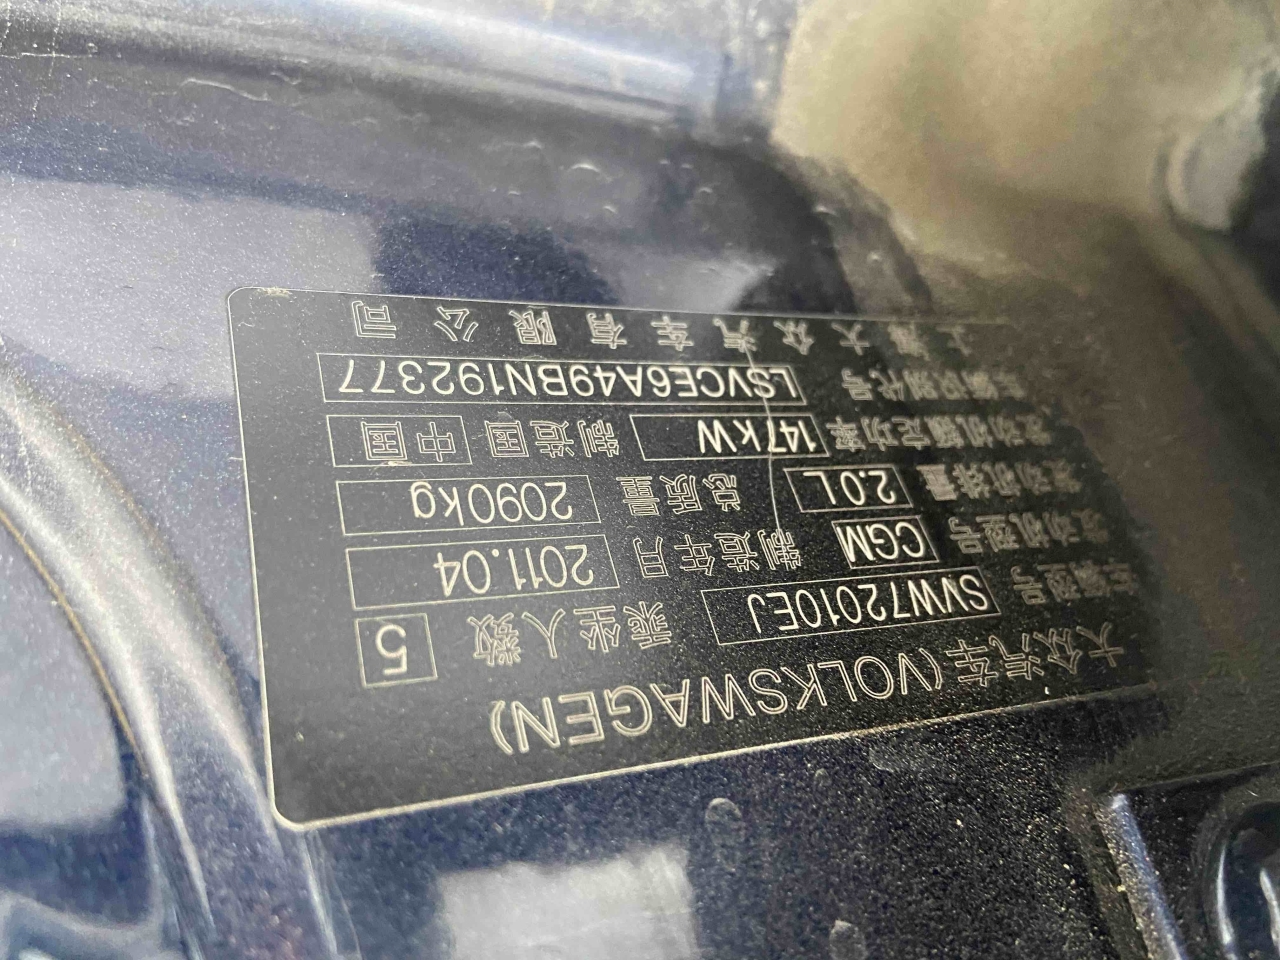 大众汽车(VOLKSWAGEN)
车辆型号 SVW72010EJ 乘坐人数 5
发动机型号 CGM 制造年月 2011.04
发动机排量 2.0L 总质量 2090kg
发动机额定功率 147kW 制造国 中国
车辆识别代号 LSVCE6A49BN192377
上海大众汽车有限公司